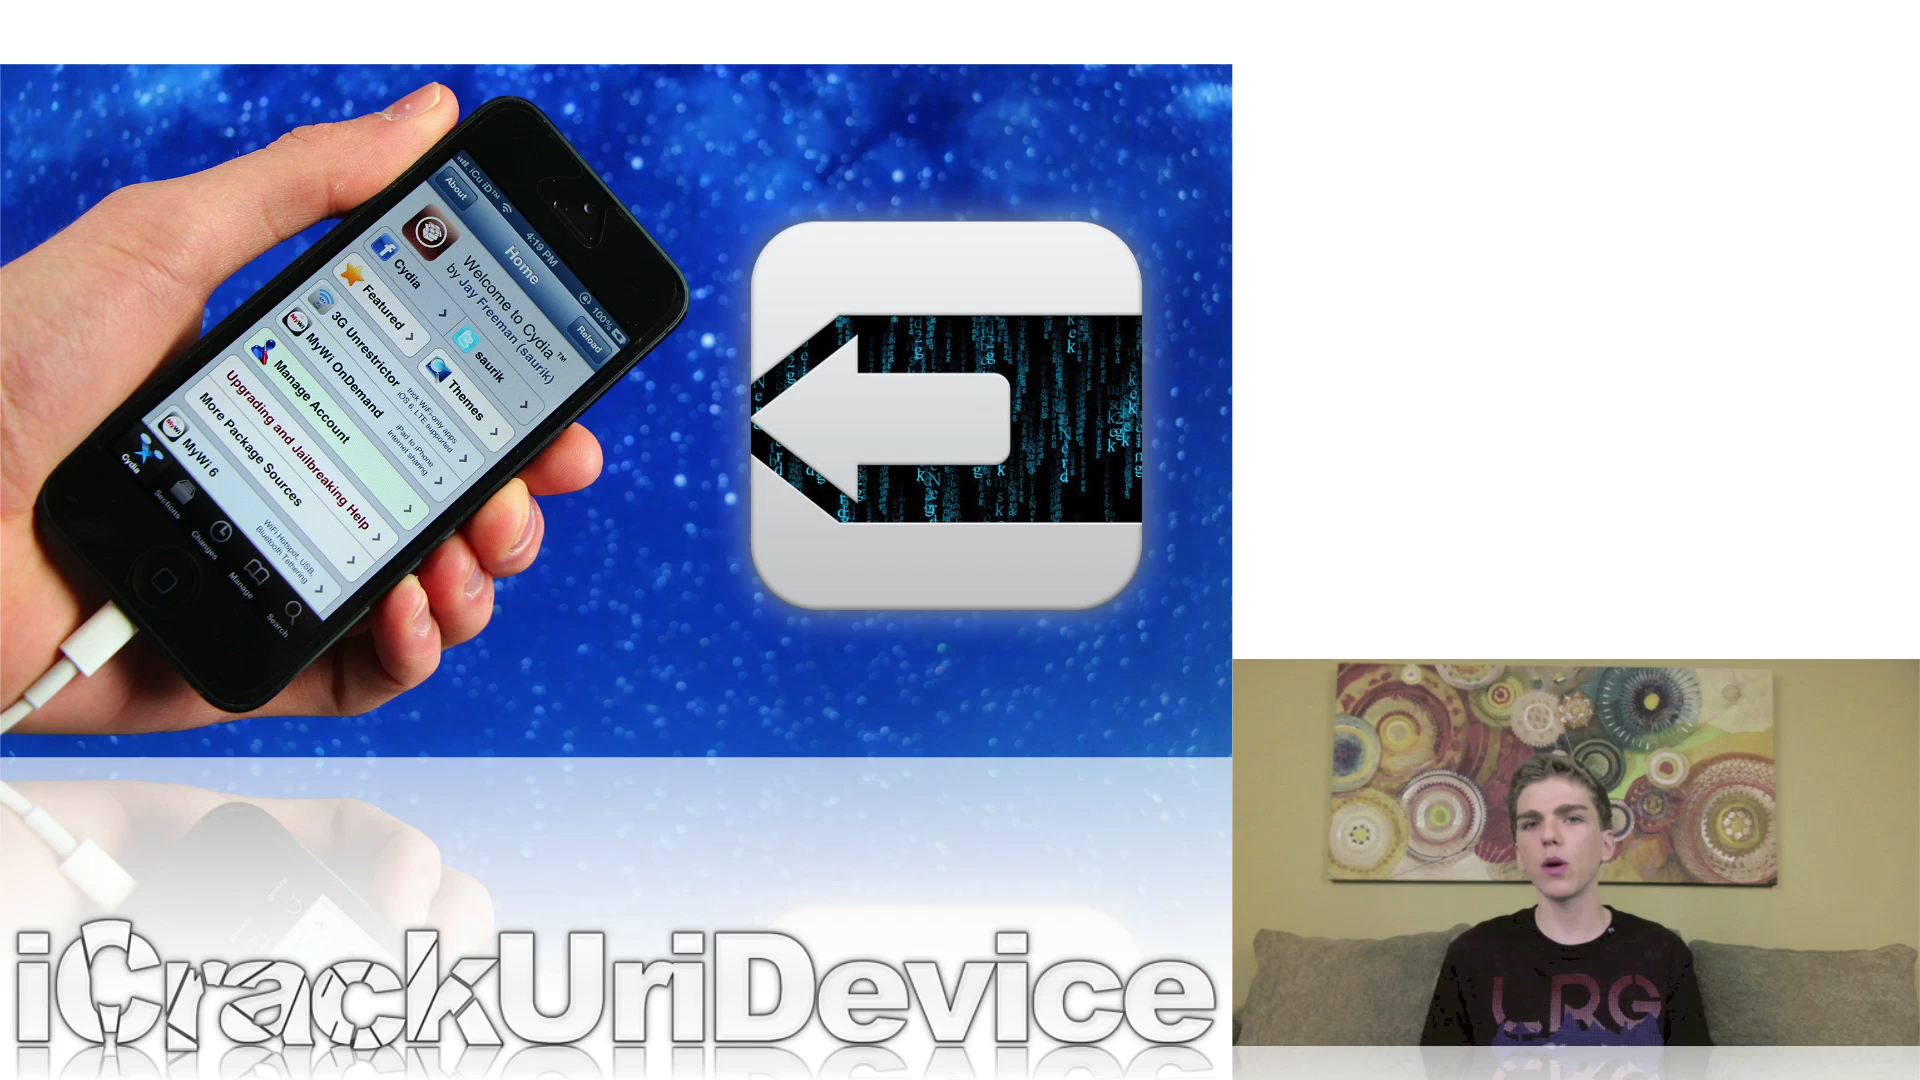 iCu iD™
4:19 PM
100%
About
Home
Reload
Welcome to Cydia™
by Jay Freeman (saurik)
Cydia
saurik
Featured
Themes
3G Unrestrictor
trick WiFi-only apps
iOS 6, LTE supported
MyWi OnDemand
iPad to iPhone
Internet sharing
Manage Account
Upgrading and Jailbreaking Help
More Package Sources
MyWi 6
WiFi Hotspot, USB,
Bluetooth Tethering
Cydia
Sections
Changes
Manage
Search
iCrackUriDevice
LRG